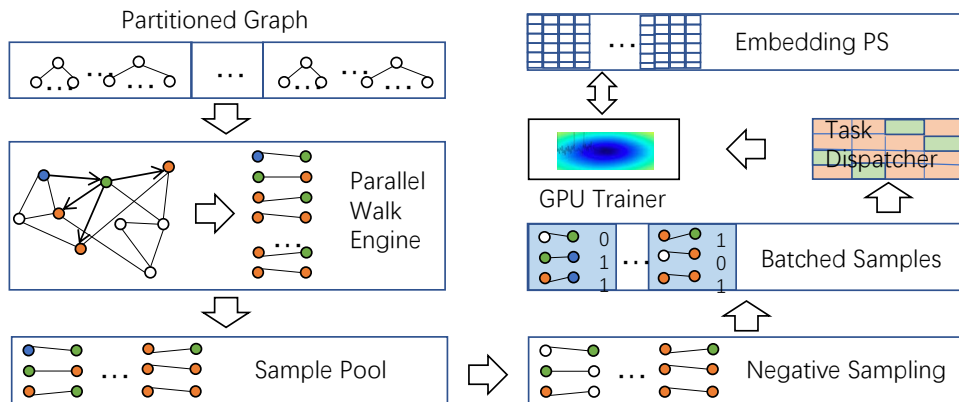 Partitioned Graph
... ... ... ... ... ...
...
Parallel
Walk
Engine
...
Sample Pool
...
Embedding PS
...
Task
Dispatcher
GPU Trainer
0 1
1 ... 0
1 1
Batched Samples
Negative Sampling
...